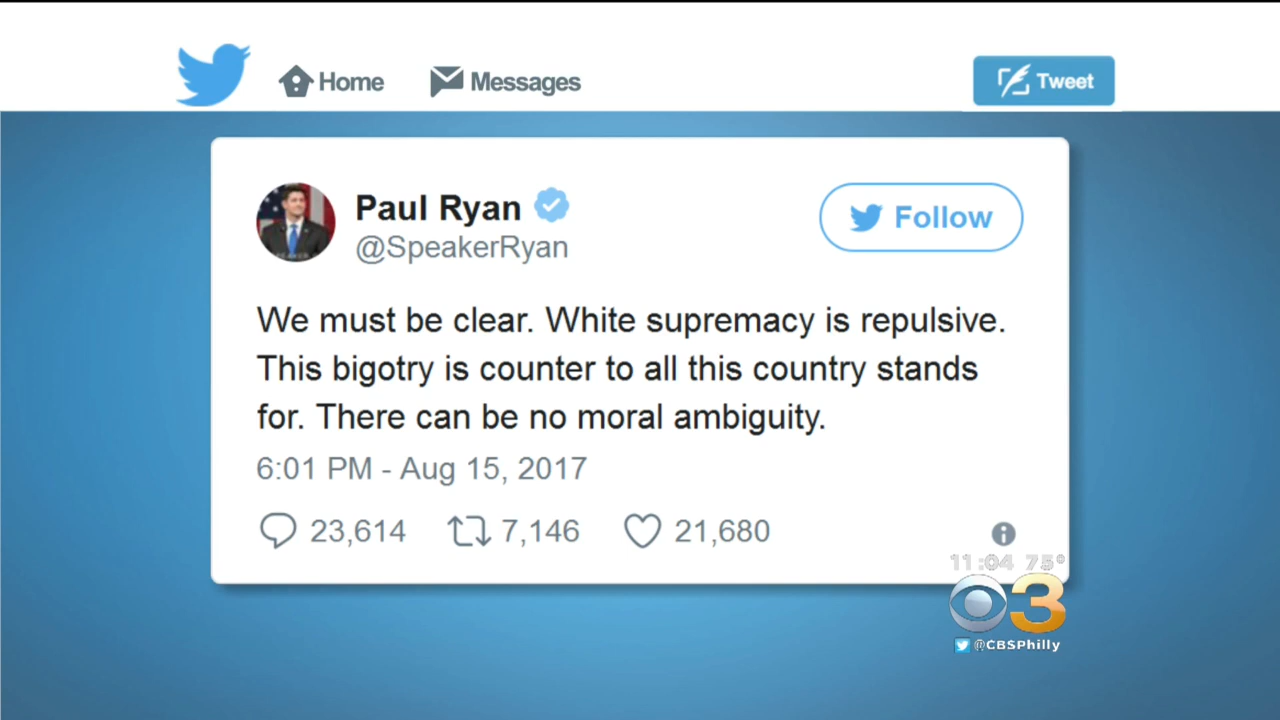 Home
Messages
Tweet
Paul Ryan
@SpeakerRyan
Follow
We must be clear. White supremacy is repulsive.
This bigotry is counter to all this country stands
for. There can be no moral ambiguity.
6:01 PM - Aug 15, 2017
23,614 7,146 21,680
11:04 75°
3
@CBSPhilly